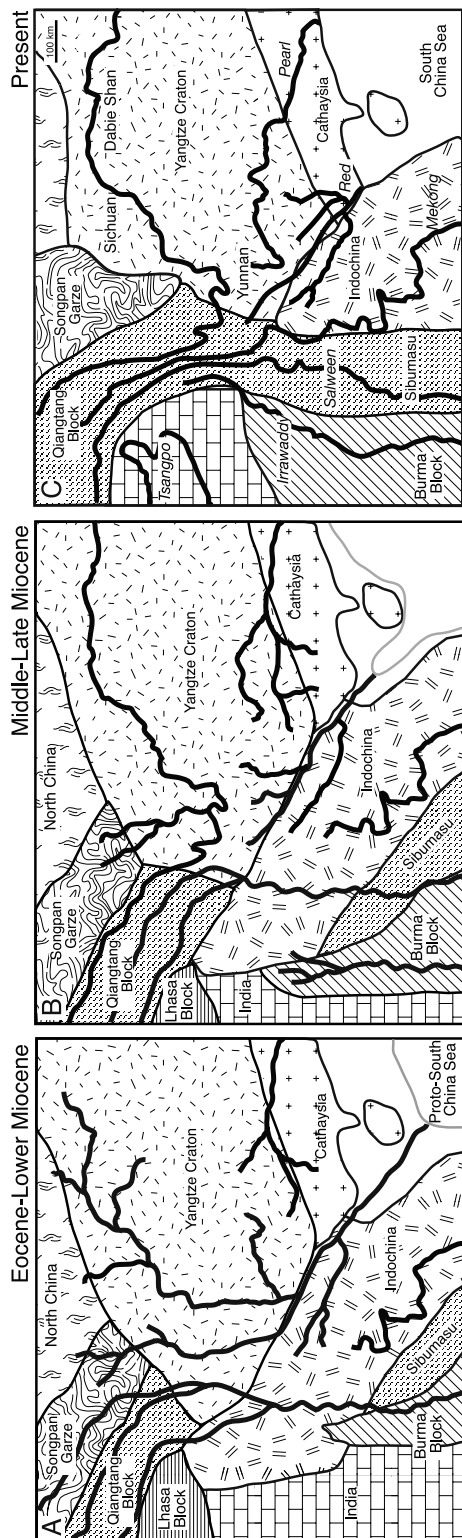 Eocene-Lower Miocene
A
North China
Songpan
Garze
Qiangtang
Block
Lhasa
Block
India
Yangtze Craton
Cathaysia
Indochina
Sibumasu
Burma
Block
Proto-South
China Sea
Middle-Late Miocene
B
North China
Songpan
Garze
Qiangtang
Block
Lhasa
Block
India
Yangtze Craton
Cathaysia
Indochina
Sibumasu
Burma
Block
Present
C
100 km
Qiangtang
Block
Songpan
Garze
Sichuan
Dabie Shan
Yangtze Craton
Tsangpo
Yunnan
Pearl
Cathaysia
Irrawaddy
Salween
Indochina
Red
Burma
Block
Sibumasu
Mekong
South
China Sea